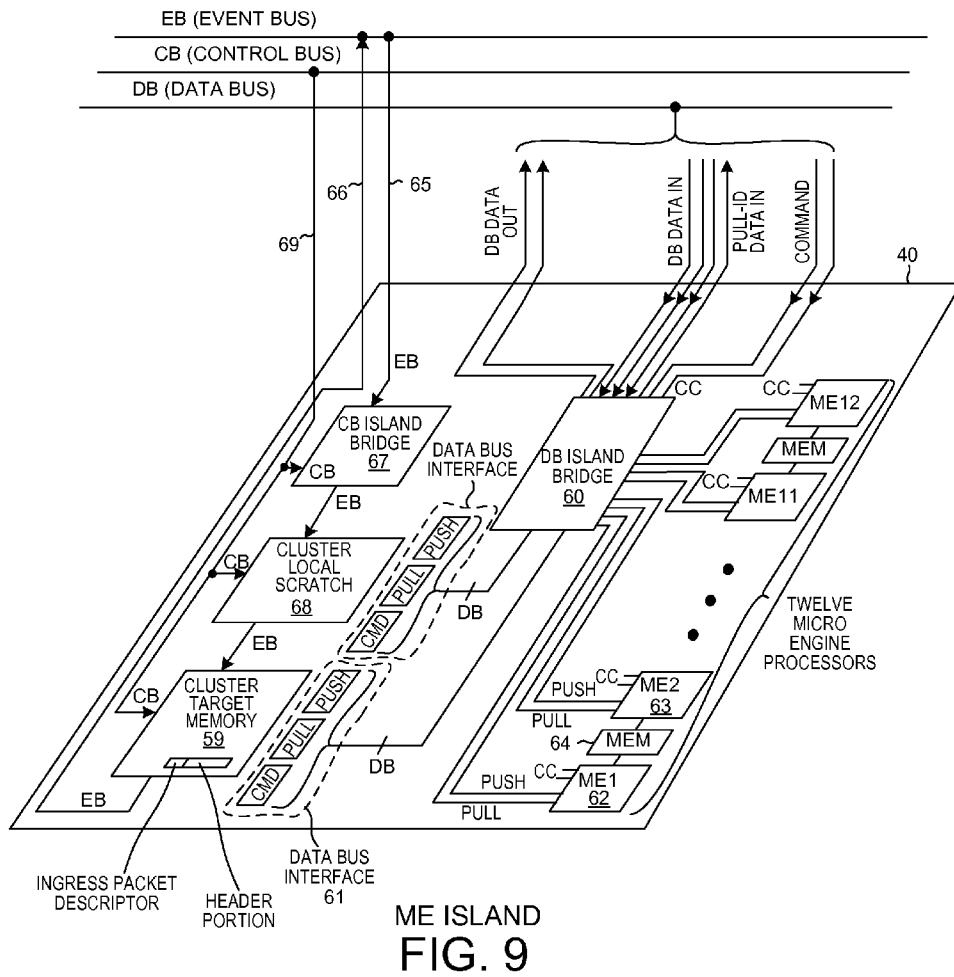 EB (EVENT BUS)
CB (CONTROL BUS)
DB (DATA BUS)
66
65
69
DB DATA
OUT
DB DATA IN
PULL-ID
DATA IN
COMMAND
40
EB
CB ISLAND
BRIDGE
67
CB
EB
DATA BUS
INTERFACE
DB ISLAND
BRIDGE
60
CC
CC
ME12
MEM
CC
ME11
CLUSTER
LOCAL
SCRATCH
68
CB
EB
PUSH
PULL
CMD
DB
TWELVE
MICRO
ENGINE
PROCESSORS
CLUSTER
TARGET
MEMORY
59
CB
EB
PUSH
PULL
CMD
DB
PUSH
CC
ME2
63
PULL
64
MEM
PUSH
CC
ME1
62
PULL
INGRESS PACKET
DESCRIPTOR
HEADER
PORTION
DATA BUS
INTERFACE
61
ME ISLAND
FIG. 9